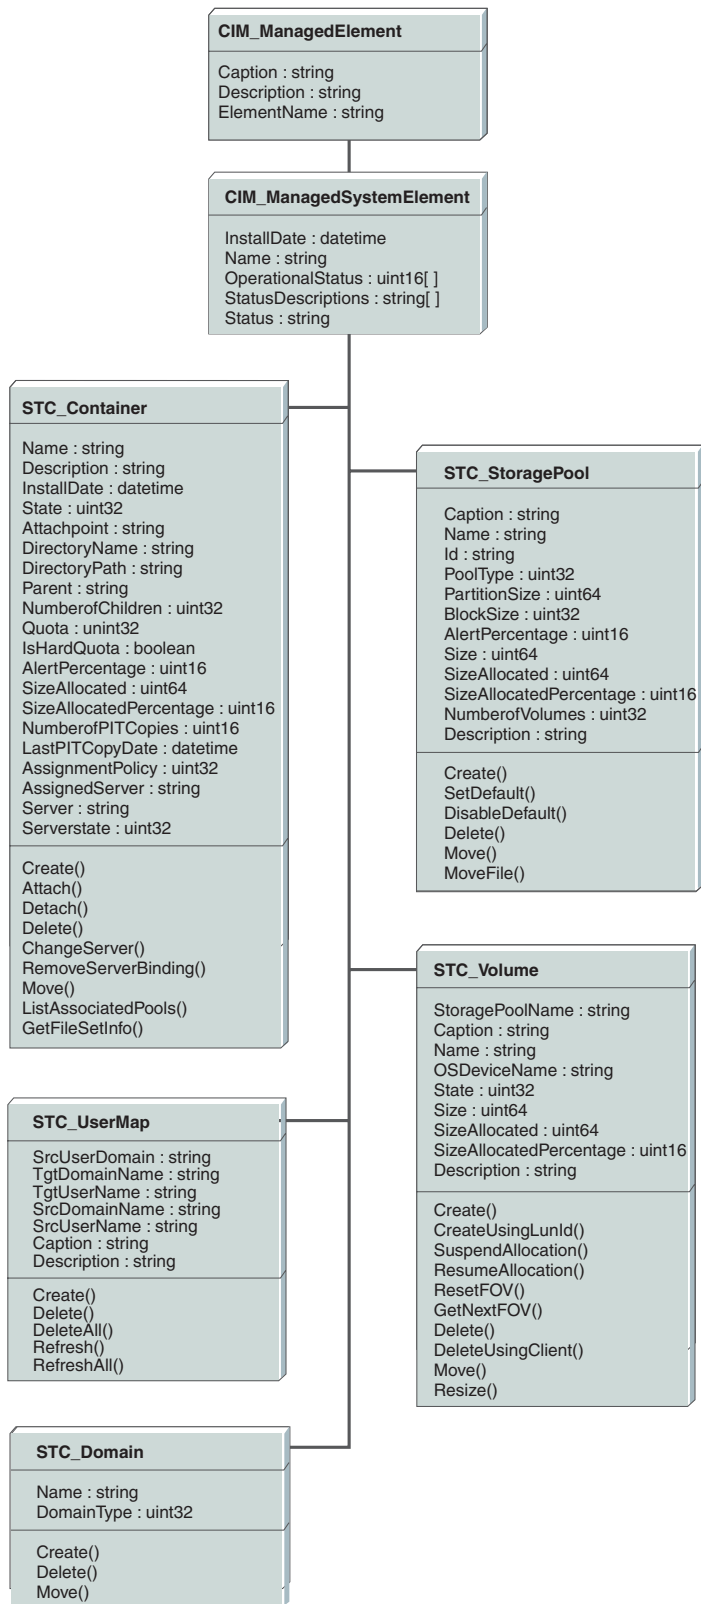 CIM_ManagedElement
Caption : string
Description : string
ElementName : string
CIM_ManagedSystemElement
InstallDate : datetime
Name : string
OperationalStatus : uint16[ ]
StatusDescriptions : string[ ]
Status : string
STC_Container
Name : string
Description : string
InstallDate : datetime
State : uint32
Attachpoint : string
DirectoryName : string
DirectoryPath : string
Parent : string
NumberofChildren : uint32
Quota : unint32
IsHardQuota : boolean
AlertPercentage : uint16
SizeAllocated : uint64
SizeAllocatedPercentage : uint16
NumberofPITCopies : uint16
LastPITCopyDate : datetime
AssignmentPolicy : uint32
AssignedServer : string
Server : string
Serverstate : uint32
Create()
Attach()
Detach()
Delete()
ChangeServer()
RemoveServerBinding()
Move()
ListAssociatedPools()
GetFileSetInfo()
STC_StoragePool
Caption : string
Name : string
Id : string
PoolType : uint32
PartitionSize : uint64
BlockSize : uint32
AlertPercentage : uint16
Size : uint64
SizeAllocated : uint64
SizeAllocatedPercentage : uint16
NumberofVolumes : uint32
Description : string
Create()
SetDefault()
DisableDefault()
Delete()
Move()
MoveFile()
STC_Volume
StoragePoolName : string
Caption : string
Name : string
OSDeviceName : string
State : uint32
Size : uint64
SizeAllocated : uint64
SizeAllocatedPercentage : uint16
Description : string
Create()
CreateUsingLunId()
SuspendAllocation()
ResumeAllocation()
ResetFOV()
GetNextFOV()
Delete()
DeleteUsingClient()
Move()
Resize()
STC_UserMap
SrcUserDomain : string
TgtDomainName : string
TgtUserName : string
SrcDomainName : string
SrcUserName : string
Caption : string
Description : string
Create()
Delete()
DeleteAll()
Refresh()
RefreshAll()
STC_Domain
Name : string
DomainType : uint32
Create()
Delete()
Move()